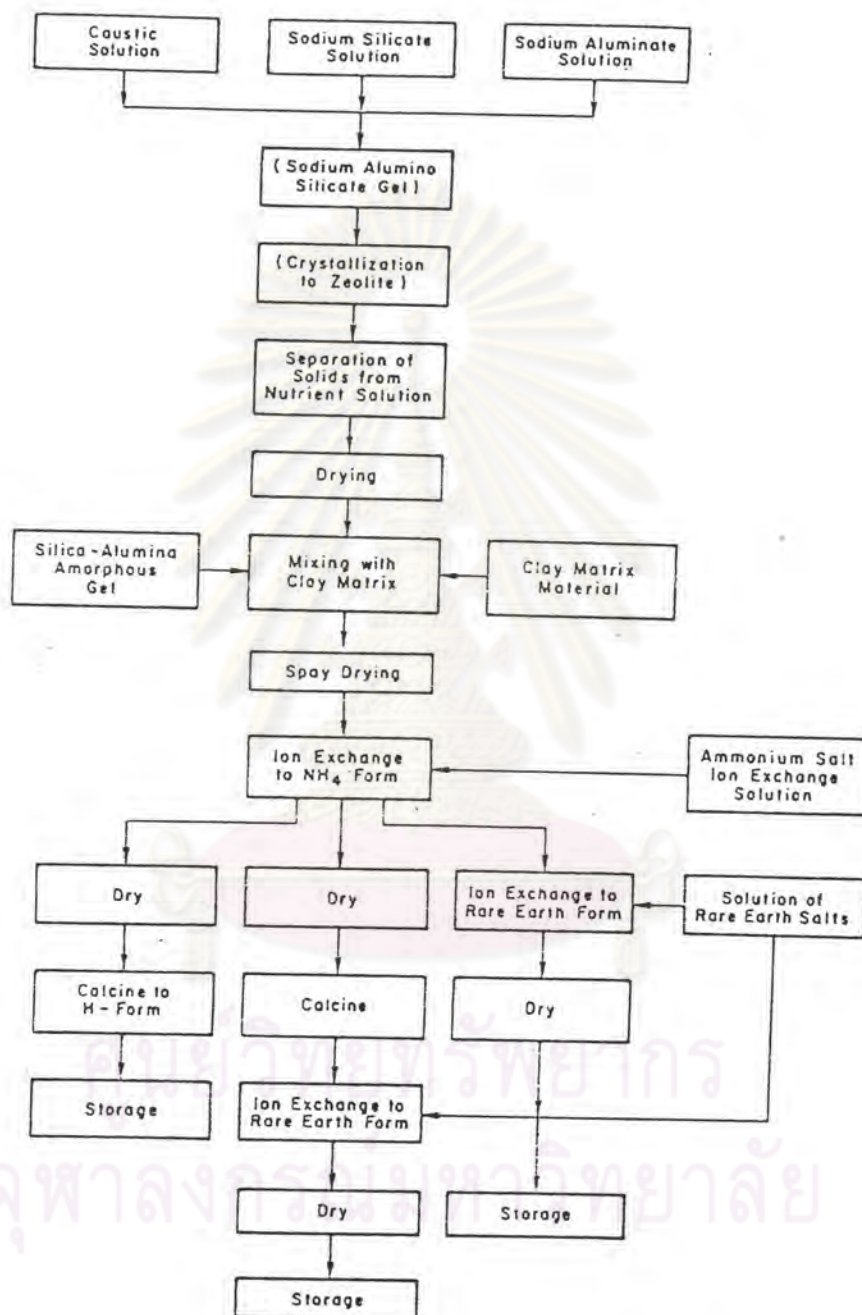 Caustic
Solution
Sodium Silicate
Solution
Sodium Aluminate
Solution
(Sodium Alumino
Silicate Gel)
(Crystallization
to Zeolite)
Separation of
Solids from
Nutrient Solution
Drying
Silica-Alumina
Amorphous
Gel
Mixing with
Clay Matrix
Clay Matrix
Material
Spay Drying
Ion Exchange
to NH4 Form
Ammonium Salt
Ion Exchange
Solution
Dry
Dry
Ion Exchange to
Rare Earth Form
Solution of
Rare Earth Salts
Calcine to
H-Form
Calcine
Dry
ศูนย์วิทยทรัพยากร
Storage
Ion Exchange to
Rare Earth Form
จุฬาลงกรณ์มหาวิทยาลัย
Dry
Storage
Storage